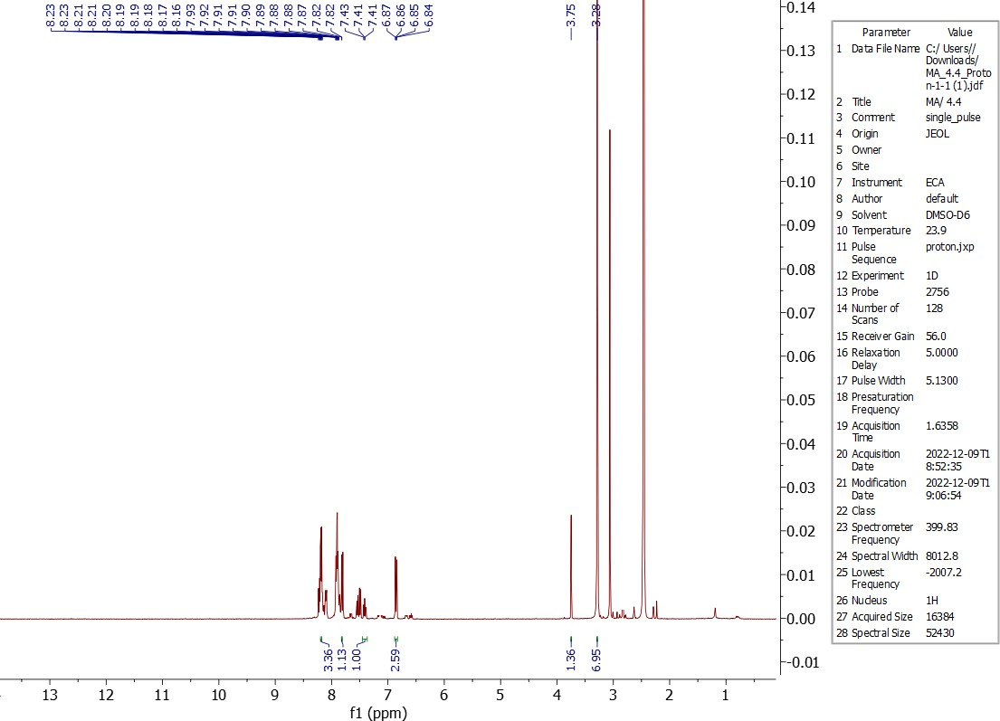 8.23
8.23
8.21
8.21
8.20
8.19
8.19
8.18
8.17
8.16
7.93
7.92
7.91
7.91
7.90
7.89
7.88
7.88
7.87
7.82
7.82
7.43
7.41
7.41
6.87
6.86
6.85
6.84
3.75
3.28
0.14
0.13
0.12
0.11
0.10
0.09
0.08
0.07
0.06
0.05
0.04
0.03
0.02
0.01
0.00
-0.01
3.36
1.13
1.00
2.59
1.36
6.95
13 12 11 10 9 8 7 6 5 4 3 2 1
f1 (ppm)
Parameter Value
1 Data File Name C:/ Users//
Downloads/
MA_4.4_Proto
n-1-1 (1).jdf
2 Title MA/ 4.4
3 Comment single_pulse
4 Origin JEOL
5 Owner
6 Site
7 Instrument ECA
8 Author default
9 Solvent DMSO-D6
10 Temperature 23.9
11 Pulse proton.jxp
Sequence
12 Experiment 1D
13 Probe 2756
14 Number of 128
Scans
15 Receiver Gain 56.0
16 Relaxation 5.0000
Delay
17 Pulse Width 5.1300
18 Presaturation
Frequency
19 Acquisition 1.6358
Time
20 Acquisition 2022-12-09T1
Date 8:52:35
21 Modification 2022-12-09T1
Date 9:06:54
22 Class
23 Spectrometer 399.83
Frequency
24 Spectral Width 8012.8
25 Lowest -2007.2
Frequency
26 Nucleus 1H
27 Acquired Size 16384
28 Spectral Size 52430